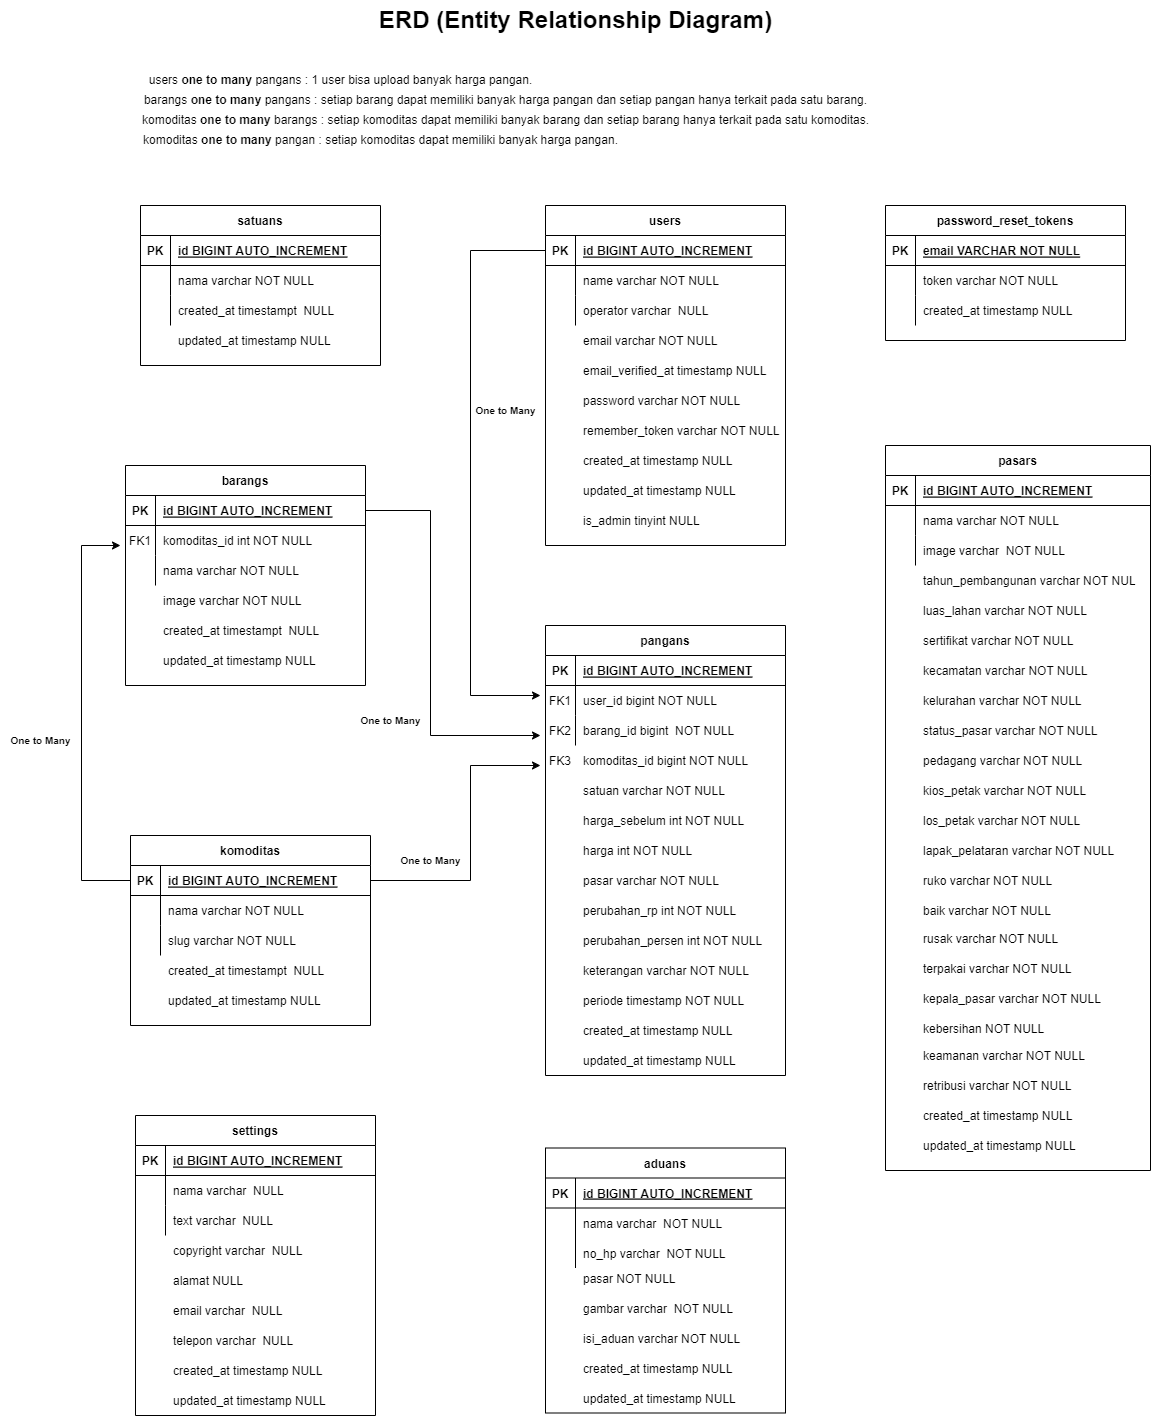 ERD (Entity Relationship Diagram)
users one to many pangans : 1 user bisa upload banyak harga pangan.
barangs one to many pangans : setiap barang dapat memiliki banyak harga pangan dan setiap pangan hanya terkait pada satu barang.
komoditas one to many barangs : setiap komoditas dapat memiliki banyak barang dan setiap barang hanya terkait pada satu komoditas.
komoditas one to many pangan : setiap komoditas dapat memiliki banyak harga pangan.
satuans
PK id BIGINT AUTO_INCREMENT
nama varchar NOT NULL
created_at timestampt NULL
updated_at timestamp NULL
users
PK id BIGINT AUTO_INCREMENT
name varchar NOT NULL
operator varchar NULL
email varchar NOT NULL
email_verified_at timestamp NULL
password varchar NOT NULL
remember_token varchar NOT NULL
created_at timestamp NULL
updated_at timestamp NULL
is_admin tinyint NULL
password_reset_tokens
PK email VARCHAR NOT NULL
token varchar NOT NULL
created_at timestamp NULL
One to Many
barangs
PK id BIGINT AUTO_INCREMENT
FK1 komoditas_id int NOT NULL
nama varchar NOT NULL
image varchar NOT NULL
created_at timestampt NULL
updated_at timestamp NULL
One to Many
One to Many
pangans
PK id BIGINT AUTO_INCREMENT
FK1 user_id bigint NOT NULL
FK2 barang_id bigint NOT NULL
FK3 komoditas_id bigint NOT NULL
satuan varchar NOT NULL
harga_sebelum int NOT NULL
harga int NOT NULL
pasar varchar NOT NULL
perubahan_rp int NOT NULL
perubahan_persen int NOT NULL
keterangan varchar NOT NULL
periode timestamp NOT NULL
created_at timestamp NULL
updated_at timestamp NULL
pasars
PK id BIGINT AUTO_INCREMENT
nama varchar NOT NULL
image varchar NOT NULL
tahun_pembangunan varchar NOT NUL
luas_lahan varchar NOT NULL
sertifikat varchar NOT NULL
kecamatan varchar NOT NULL
kelurahan varchar NOT NULL
status_pasar varchar NOT NULL
pedagang varchar NOT NULL
kios_petak varchar NOT NULL
los_petak varchar NOT NULL
lapak_pelataran varchar NOT NULL
ruko varchar NOT NULL
baik varchar NOT NULL
rusak varchar NOT NULL
terpakai varchar NOT NULL
kepala_pasar varchar NOT NULL
kebersihan NOT NULL
keamanan varchar NOT NULL
retribusi varchar NOT NULL
created_at timestamp NULL
updated_at timestamp NULL
komoditas
One to Many
PK id BIGINT AUTO_INCREMENT
nama varchar NOT NULL
slug varchar NOT NULL
created_at timestampt NULL
updated_at timestamp NULL
settings
PK id BIGINT AUTO_INCREMENT
nama varchar NULL
text varchar NULL
copyright varchar NULL
alamat NULL
email varchar NULL
telepon varchar NULL
created_at timestamp NULL
updated_at timestamp NULL
aduans
PK id BIGINT AUTO_INCREMENT
nama varchar NOT NULL
no_hp varchar NOT NULL
pasar NOT NULL
gambar varchar NOT NULL
isi_aduan varchar NOT NULL
created_at timestamp NULL
updated_at timestamp NULL